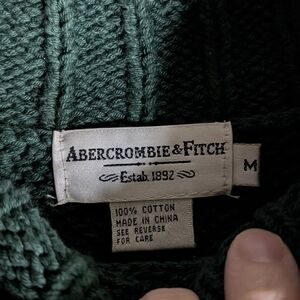 ABERCROMBIE & FITCH
Estab. 1892
M
100% COTTON
MADE IN CHINA
SEE REVERSE
FOR CARE